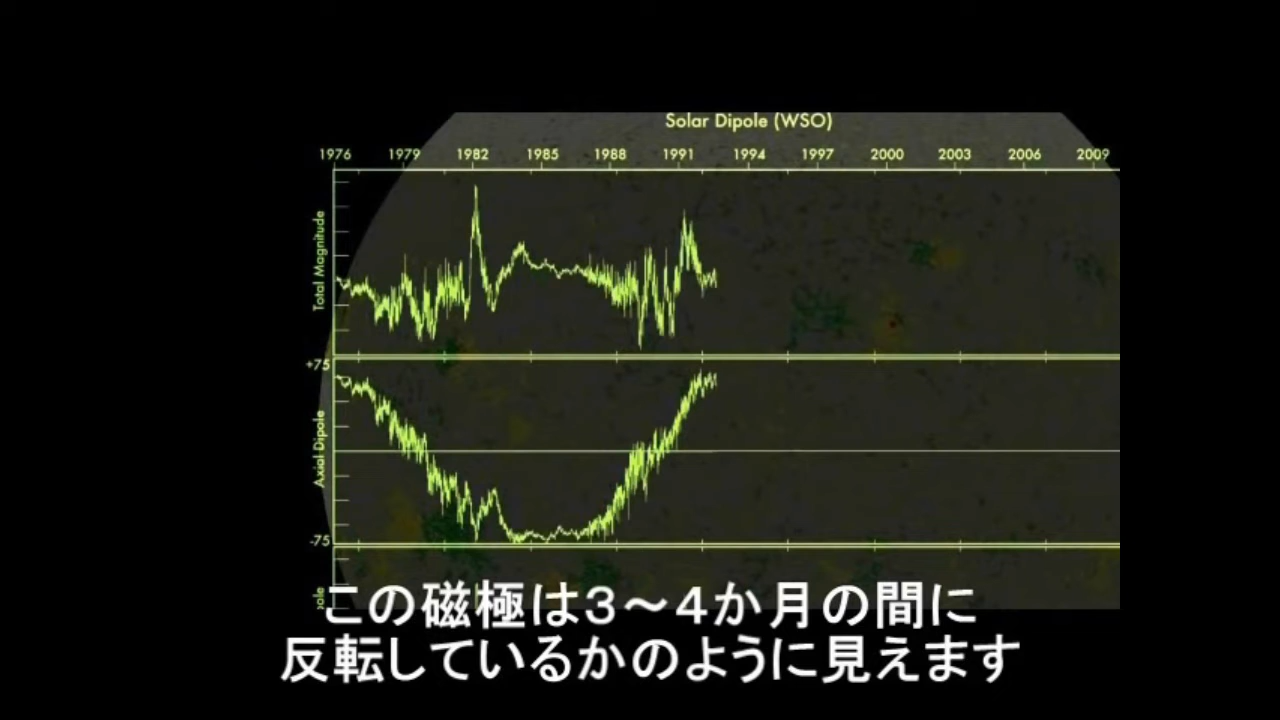 Solar Dipole (WSO)
1976 1979 1982 1985 1988 1991 1994 1997 2000 2003 2006 2009
Total Magnitude
+75
Axial Dipole
-75
この磁極は３～４か月の間に
反転しているかのように見えます